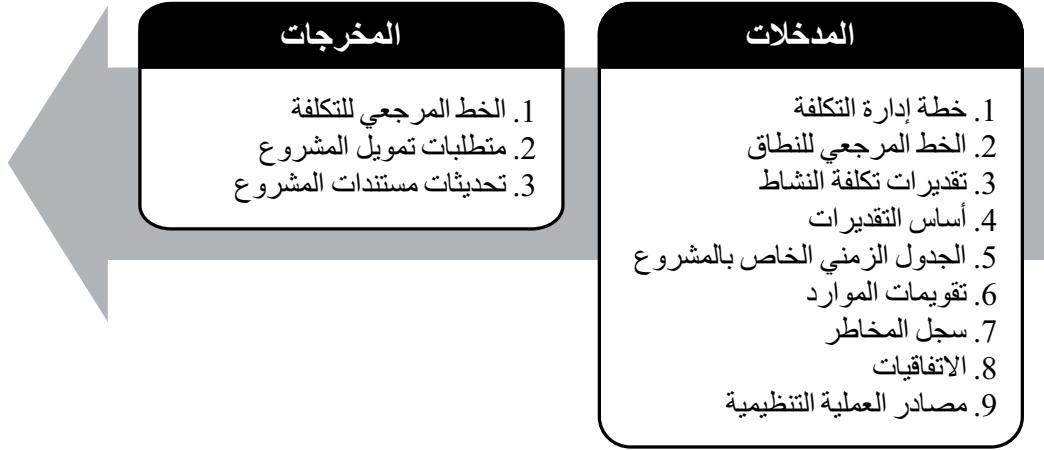 المدخلات
1. خطة إدارة التكلفة
2. الخط المرجعي للنطاق
3. تقديرات تكلفة النشاط
4. أساس التقديرات
5. الجدول الزمني الخاص بالمشروع
6. تقويمات الموارد
7. سجل المخاطر
8. الاتفاقيات
9. مصادر العملية التنظيمية
المخرجات
1. الخط المرجعي للتكلفة
2. متطلبات تمويل المشروع
3. تحديثات مستندات المشروع